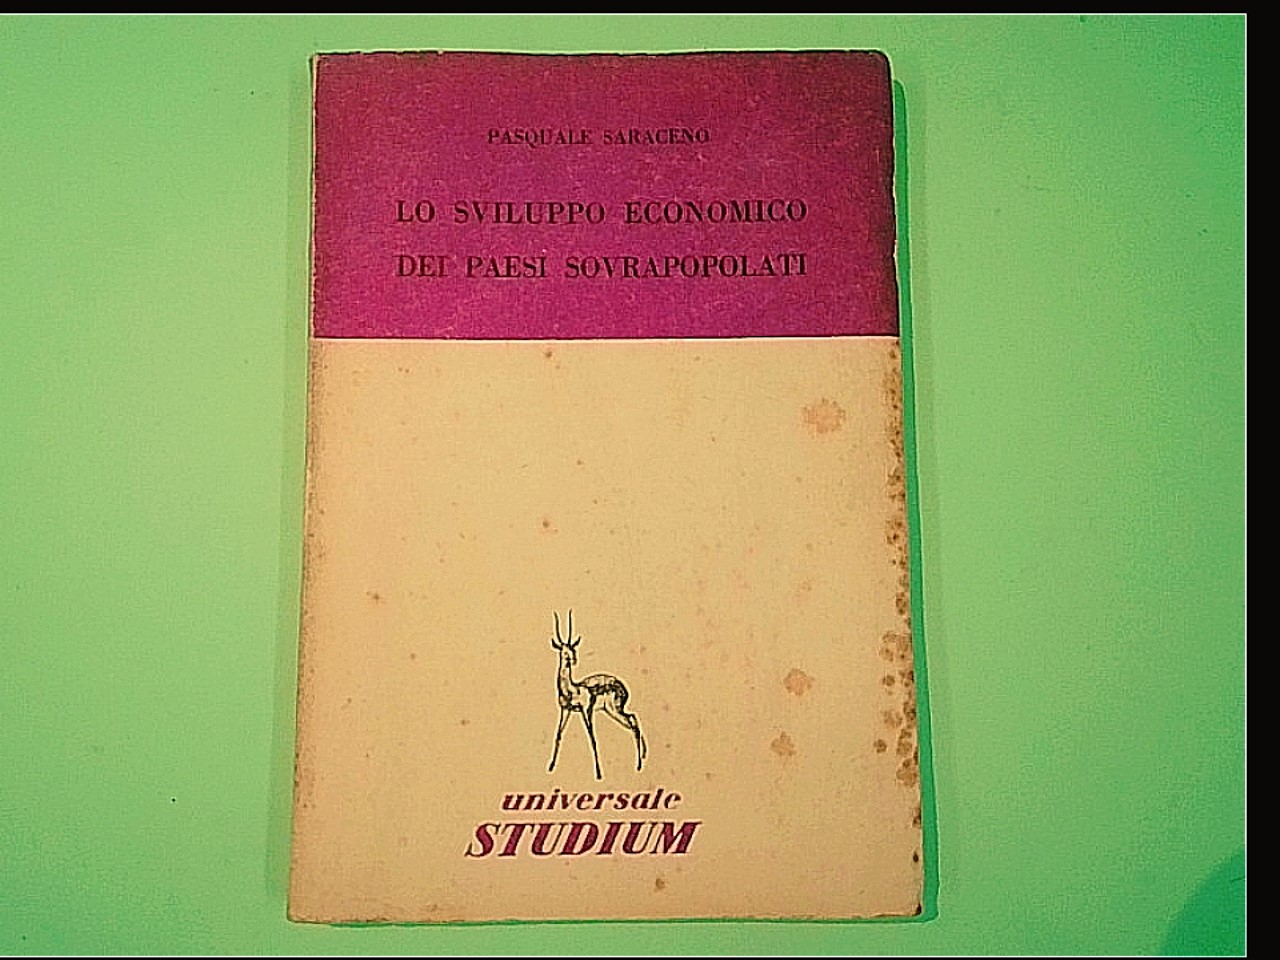 PASQUALE SARACENO
LO SVILUPPO ECONOMICO
DEI PAESI SOVRAPOPOLATI
universale
STUDIUM